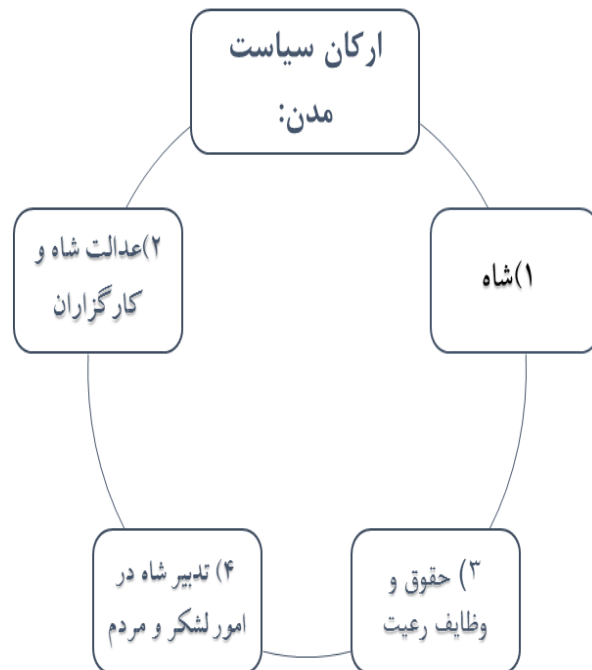 ارکان سیاست
مدن:
۱)شاه
۲)عدالت شاه و
کارگزاران
۳) حقوق و
وظایف رعیت
۴) تدبیر شاه در
امور لشکر و مردم